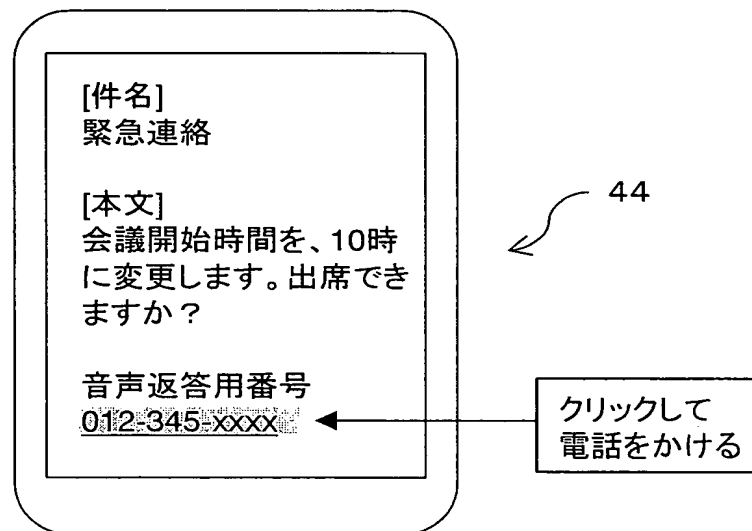 [件名]
緊急連絡
[本文]
会議開始時間を、10時
に変更します。出席でき
ますか？
音声返答用番号
012-345-xxxx
44
クリックして
電話をかける